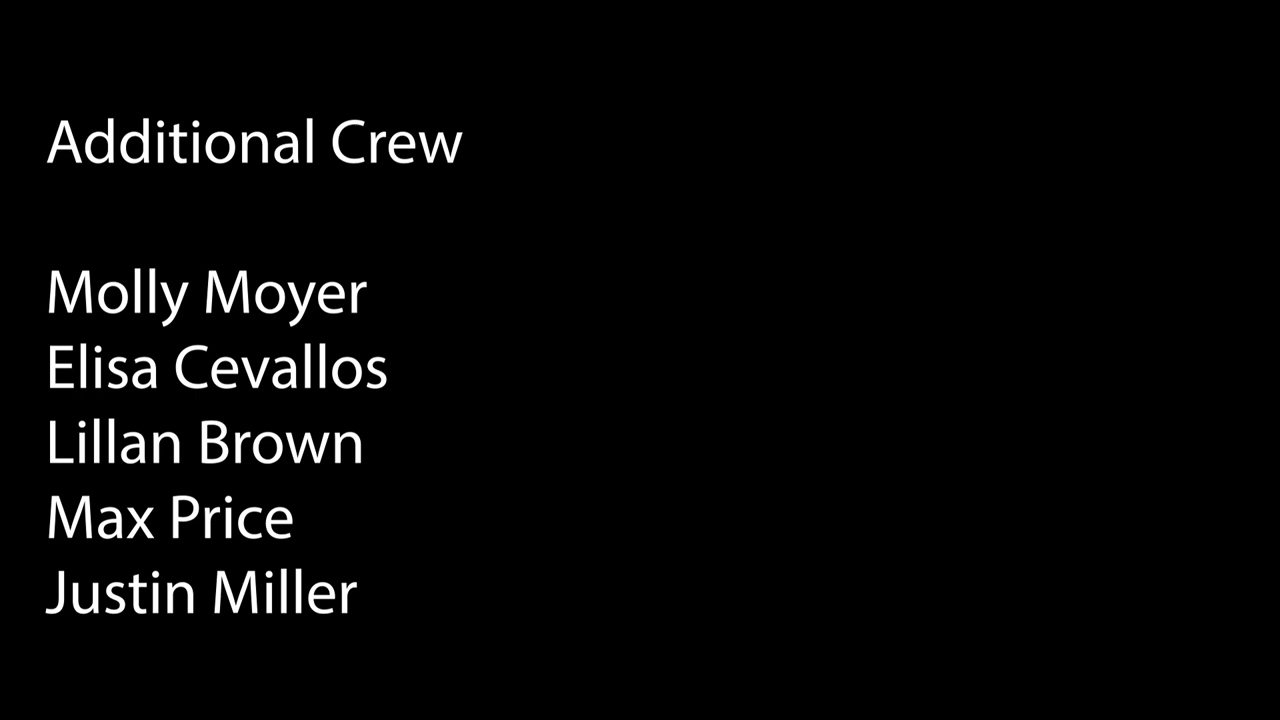 Additional Crew
Molly Moyer
Elisa Cevallos
Lillan Brown
Max Price
Justin Miller